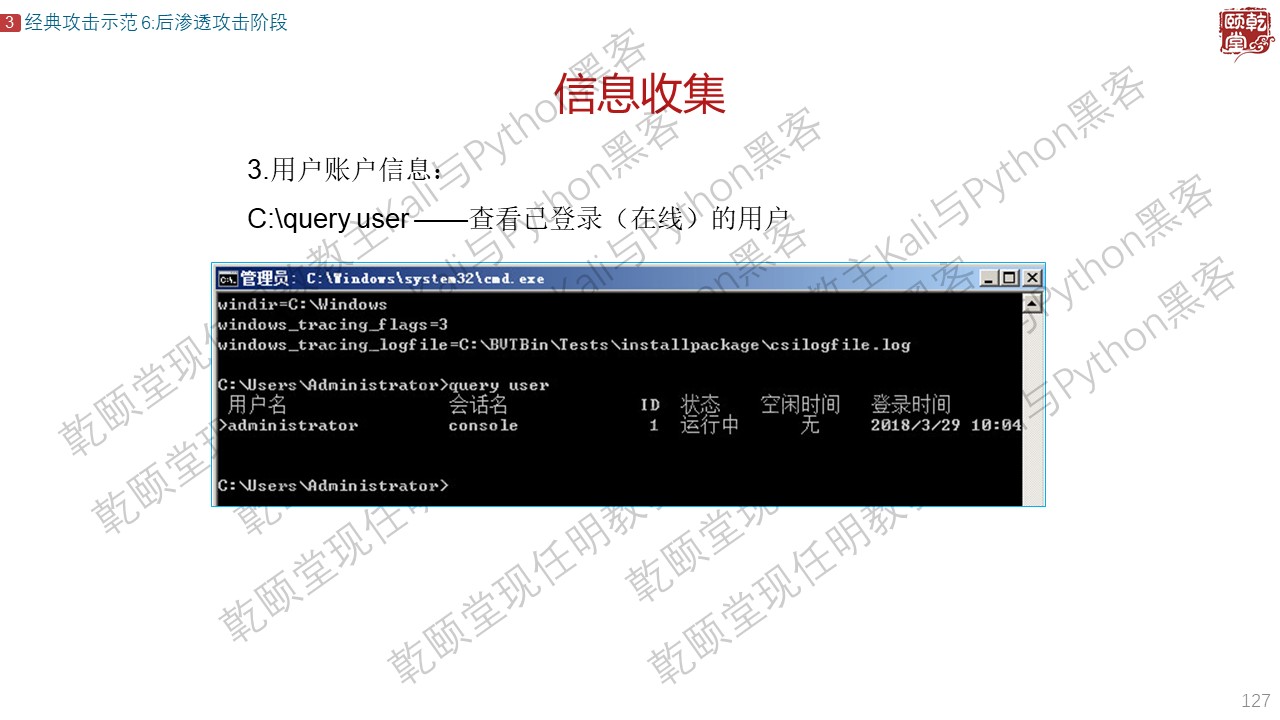 3 经典攻击示范 6:后渗透攻击阶段
颐乾堂
信息收集
3.用户账户信息：
C:\query user ——查看已登录（在线）的用户
管理员: C:\Windows\system32\cmd.exe
windir=C:\Windows
windows_tracing_flags=3
windows_tracing_logfile=C:\BVTBin\Tests\installpackage\csilogfile.log
C:\Users\Administrator>query user
用户名 会话名 ID 状态 空闲时间 登录时间
>administrator console 1 运行中 无 2018/3/29 10:04
C:\Users\Administrator>
乾颐堂现任明教教主Kali与Python黑客
127